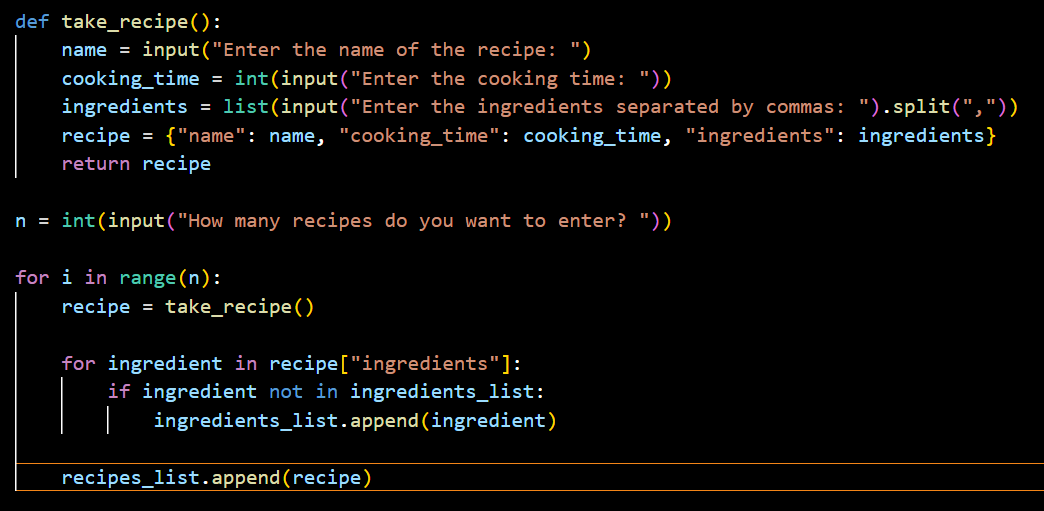 def take_recipe():
    name = input("Enter the name of the recipe: ")
    cooking_time = int(input("Enter the cooking time: "))
    ingredients = list(input("Enter the ingredients separated by commas: ").split(","))
    recipe = {"name": name, "cooking_time": cooking_time, "ingredients": ingredients}
    return recipe
n = int(input("How many recipes do you want to enter? "))
for i in range(n):
    recipe = take_recipe()
    for ingredient in recipe["ingredients"]:
        if ingredient not in ingredients_list:
            ingredients_list.append(ingredient)
    recipes_list.append(recipe)